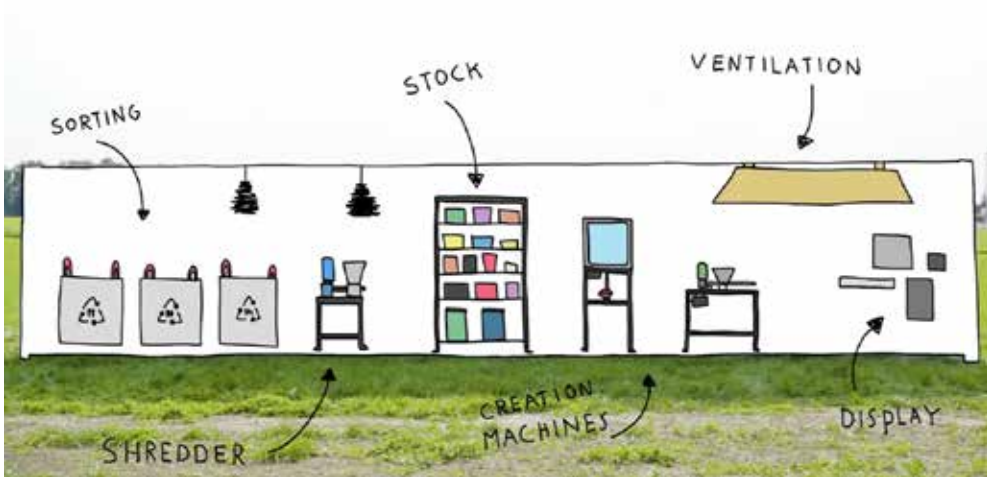 SORTING
STOCK
VENTILATION
SHREDDER
CREATION
MACHINES
DISPLAY